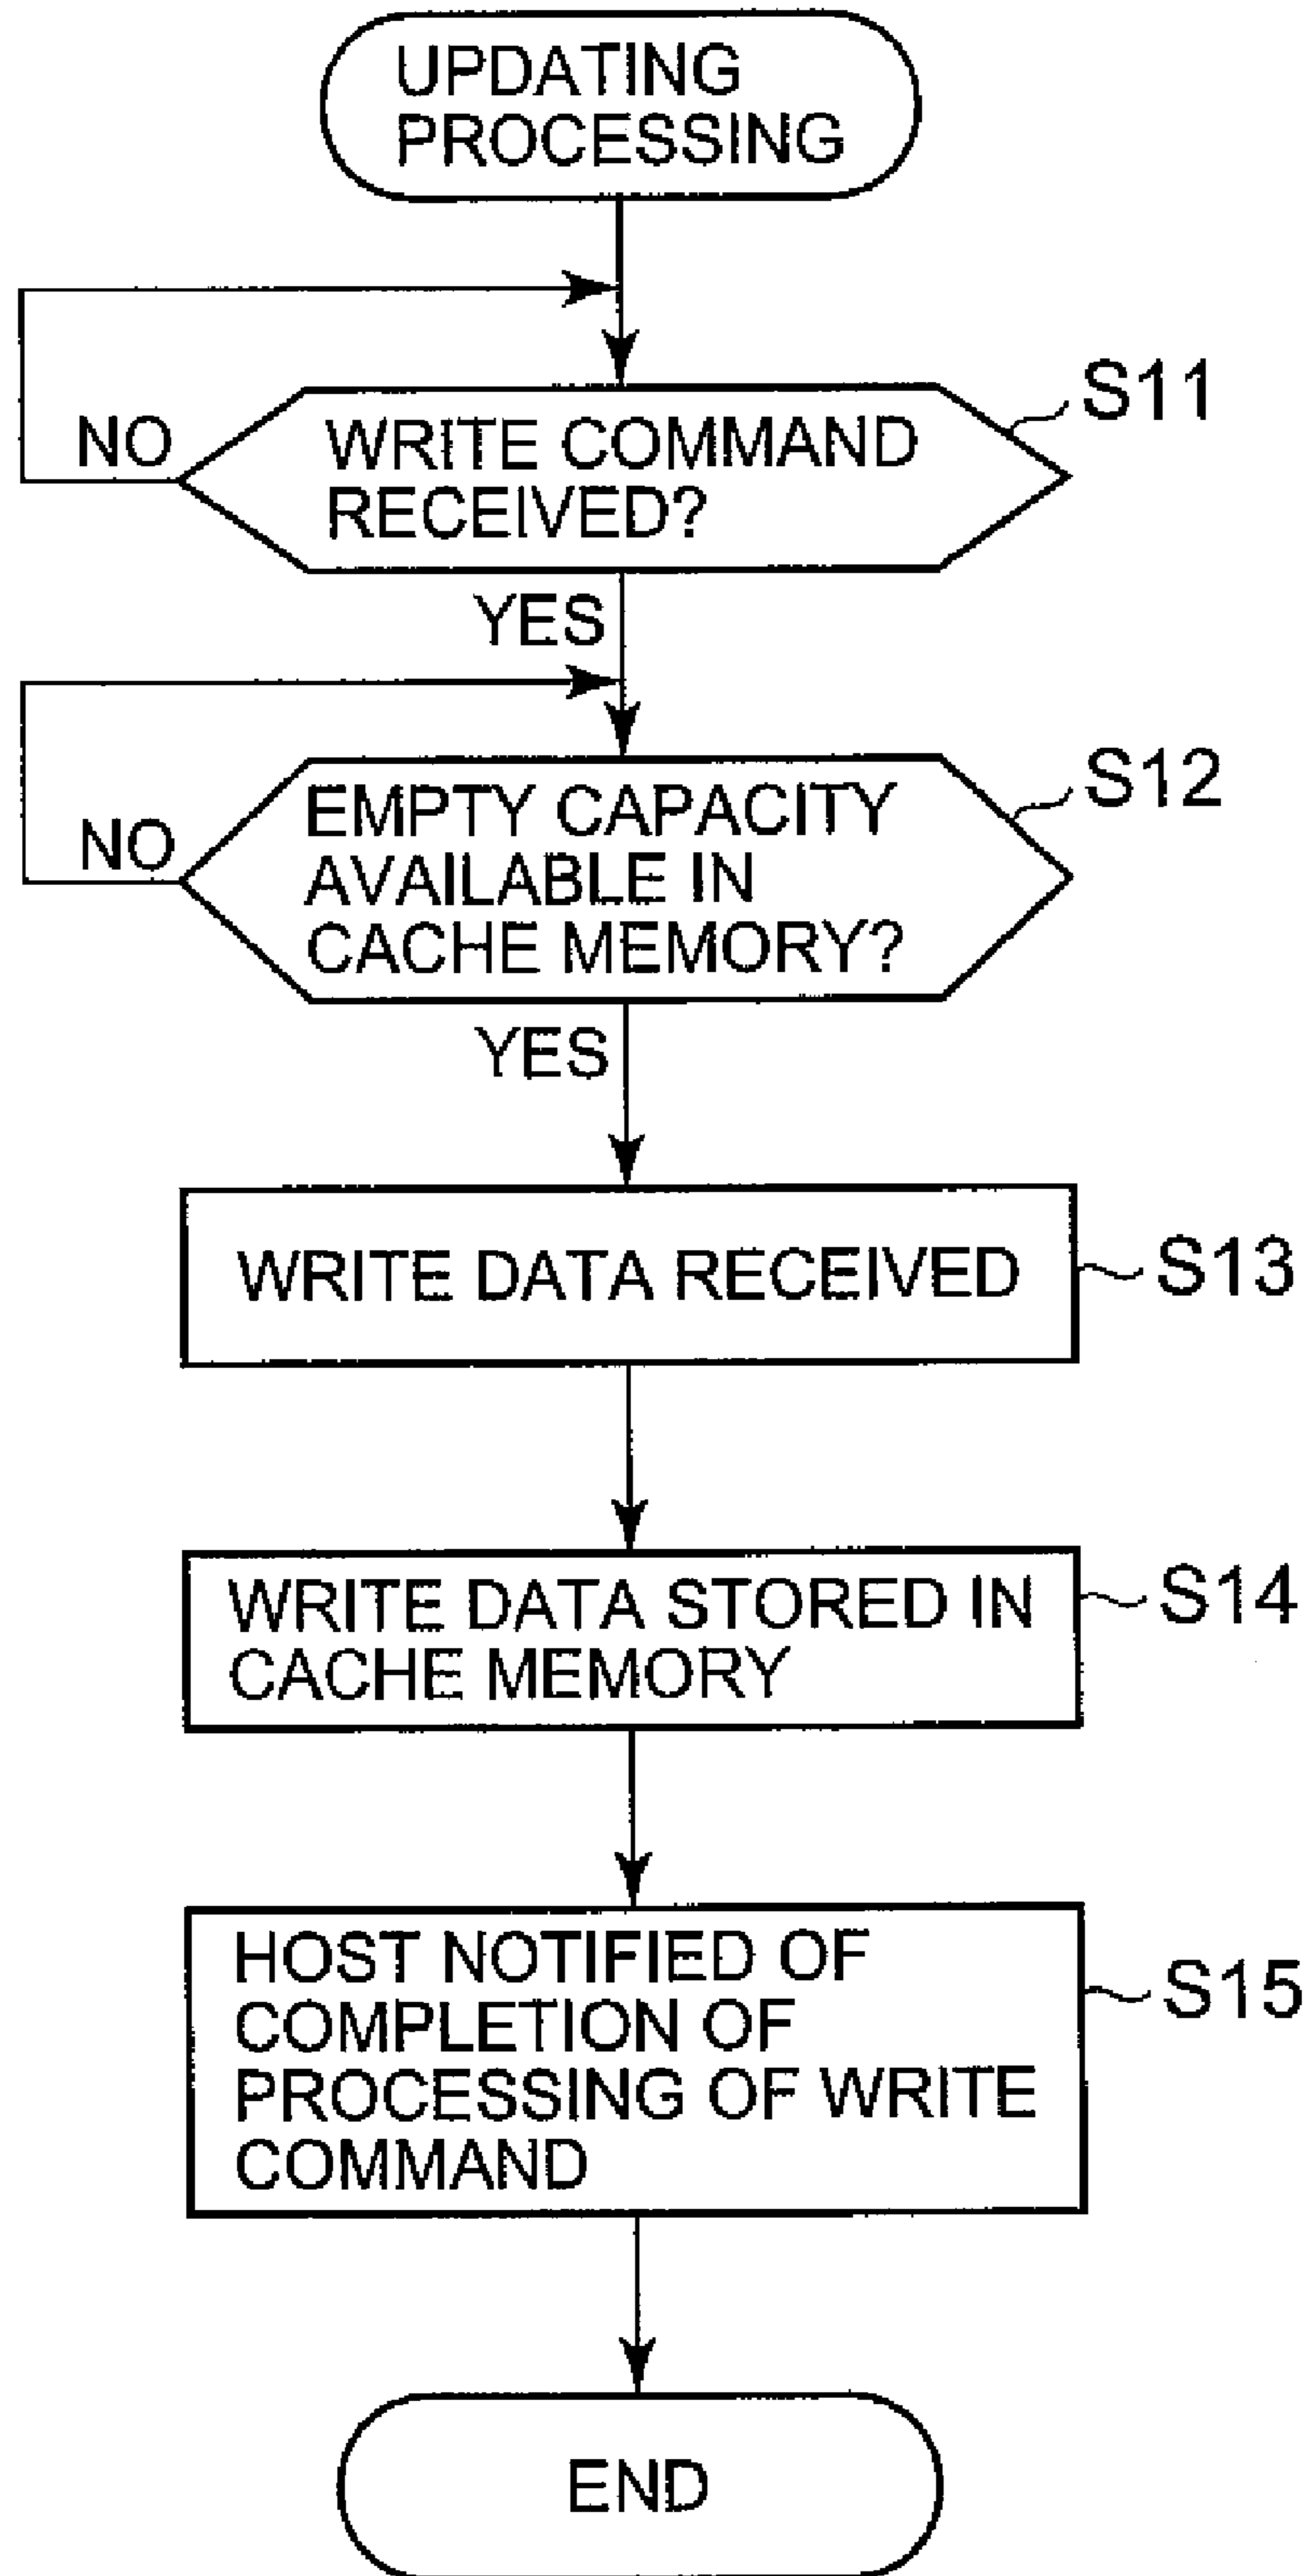 UPDATING
PROCESSING
S11
NO
WRITE COMMAND
RECEIVED?
YES
S12
NO
EMPTY CAPACITY
AVAILABLE IN
CACHE MEMORY?
YES
WRITE DATA RECEIVED
S13
WRITE DATA STORED IN
CACHE MEMORY
S14
HOST NOTIFIED OF
COMPLETION OF
PROCESSING OF WRITE
COMMAND
S15
END